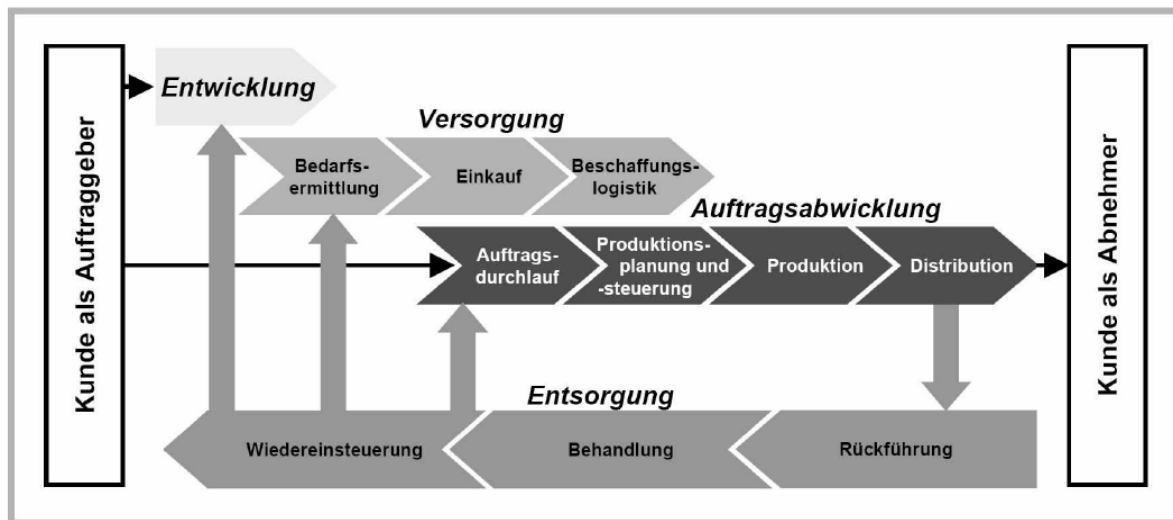 Kunde als Auftraggeber
Entwicklung
Versorgung
Bedarfs-
ermittlung
Einkauf
Beschaffungs-
logistik
Auftragsabwicklung
Auftrags-
durchlauf
Produktions-
planung und
-steuerung
Produktion
Distribution
Entsorgung
Wiedereinsteuerung
Behandlung
Rückführung
Kunde als Abnehmer